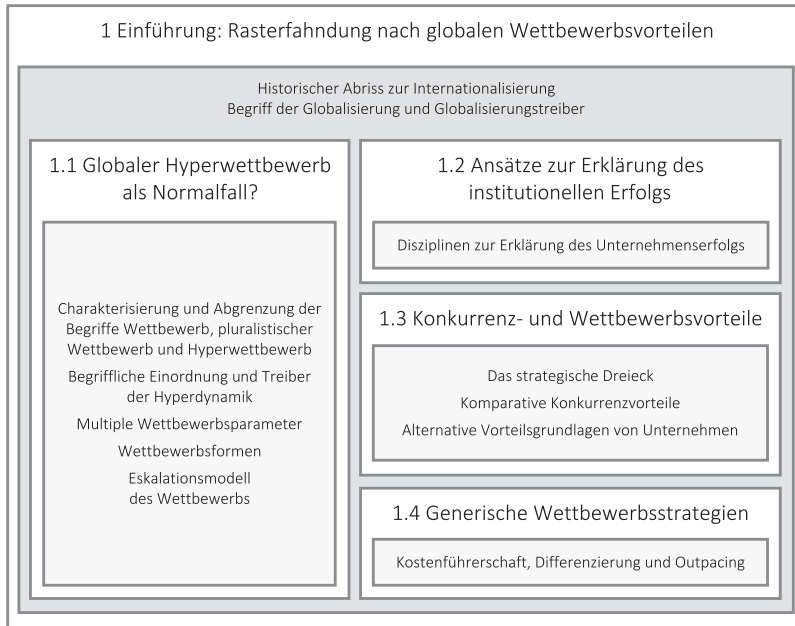 1 Einführung: Rasterfahndung nach globalen Wettbewerbsvorteilen
Historischer Abriss zur Internationalisierung
Begriff der Globalisierung und Globalisierungstreiber
1.1 Globaler Hyperwettbewerb
als Normalfall?
Charakterisierung und Abgrenzung der
Begriffe Wettbewerb, pluralistischer
Wettbewerb und Hyperwettbewerb
Begriffliche Einordnung und Treiber
der Hyperdynamik
Multiple Wettbewerbsparameter
Wettbewerbsformen
Eskalationsmodell
des Wettbewerbs
1.2 Ansätze zur Erklärung des
institutionellen Erfolgs
Disziplinen zur Erklärung des Unternehmenserfolgs
1.3 Konkurrenz- und Wettbewerbsvorteile
Das strategische Dreieck
Komparative Konkurrenzvorteile
Alternative Vorteilsgrundlagen von Unternehmen
1.4 Generische Wettbewerbsstrategien
Kostenführerschaft, Differenzierung und Outpacing